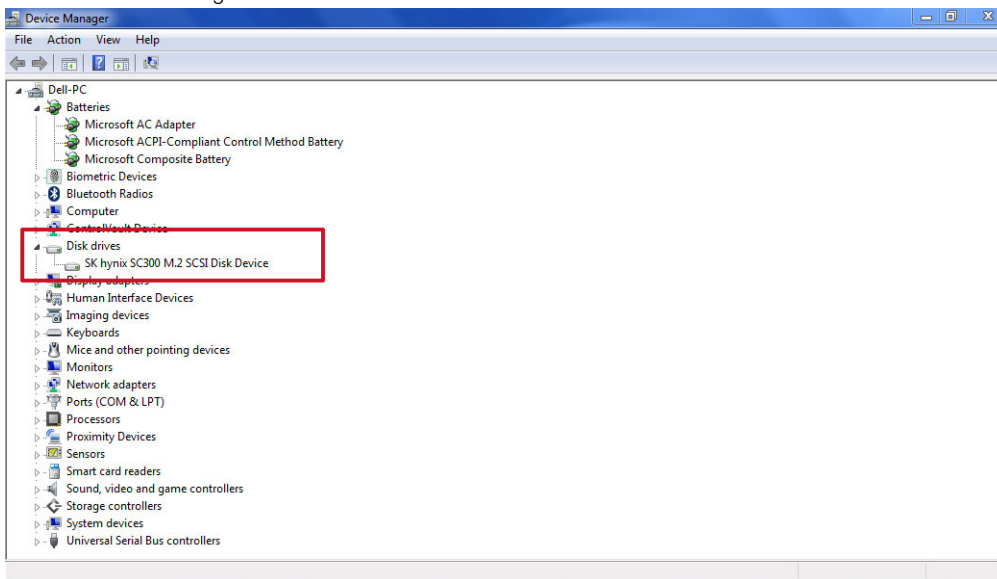 Device Manager
File Action View Help
Dell-PC
Batteries
Microsoft AC Adapter
Microsoft ACPI-Compliant Control Method Battery
Microsoft Composite Battery
Biometric Devices
Bluetooth Radios
Computer
ControlVault Device
Disk drives
SK hynix SC300 M.2 SCSI Disk Device
Display adapters
Human Interface Devices
Imaging devices
Keyboards
Mice and other pointing devices
Monitors
Network adapters
Ports (COM & LPT)
Processors
Proximity Devices
Sensors
Smart card readers
Sound, video and game controllers
Storage controllers
System devices
Universal Serial Bus controllers